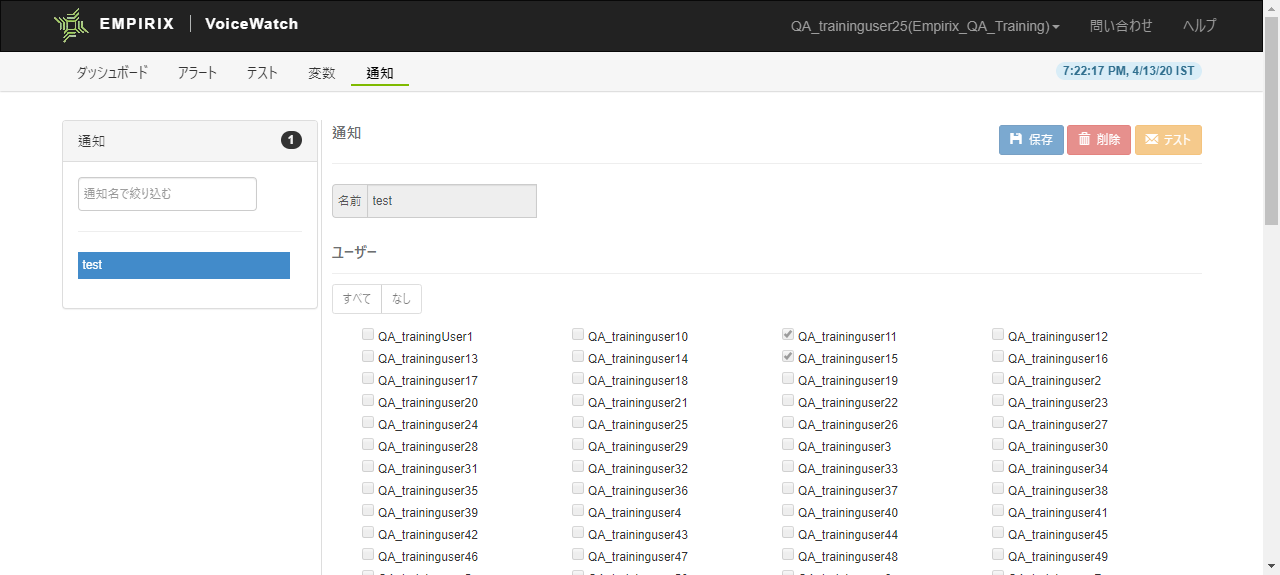 EMPIRIX | VoiceWatch QA_traininguser25(Empirix_QA_Training) 問い合わせ ヘルプ
ダッシュボード アラート テスト 変数 通知 7:22:17 PM, 4/13/20 IST
通知 1
通知名で絞り込む
test
通知 保存 削除 テスト
名前 test
ユーザー
すべて なし
QA_trainingUser1 QA_traininguser10 QA_traininguser11 QA_traininguser12
QA_traininguser13 QA_traininguser14 QA_traininguser15 QA_traininguser16
QA_traininguser17 QA_traininguser18 QA_traininguser19 QA_traininguser2
QA_traininguser20 QA_traininguser21 QA_traininguser22 QA_traininguser23
QA_traininguser24 QA_traininguser25 QA_traininguser26 QA_traininguser27
QA_traininguser28 QA_traininguser29 QA_traininguser3 QA_traininguser30
QA_traininguser31 QA_traininguser32 QA_traininguser33 QA_traininguser34
QA_traininguser35 QA_traininguser36 QA_traininguser37 QA_traininguser38
QA_traininguser39 QA_traininguser4 QA_traininguser40 QA_traininguser41
QA_traininguser42 QA_traininguser43 QA_traininguser44 QA_traininguser45
QA_traininguser46 QA_traininguser47 QA_traininguser48 QA_traininguser49